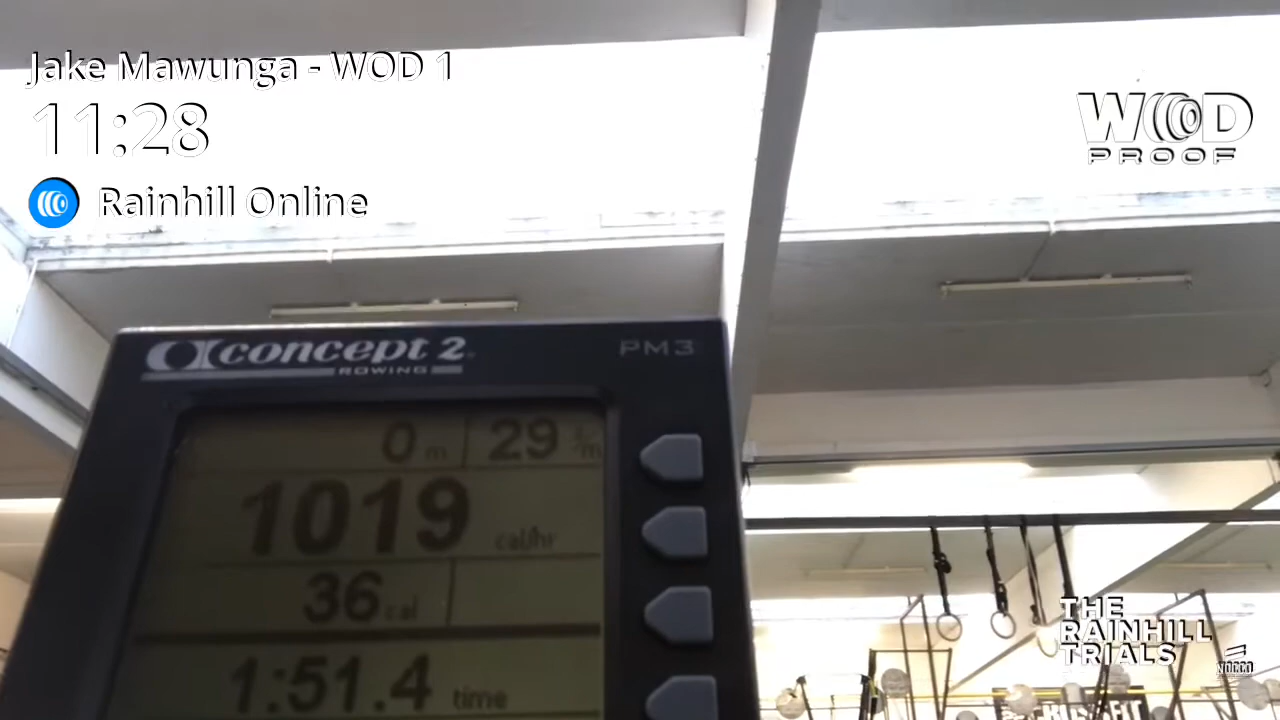 Jake Mawunga - WOD 1
11:28
Rainhill Online
WOD
PROOF
concept 2
ROWING
PM3
0 m 29 s/m
1019 cal/hr
36 cal
1:51.4 time
THE
RAINHILL
TRIALS
NOCCO